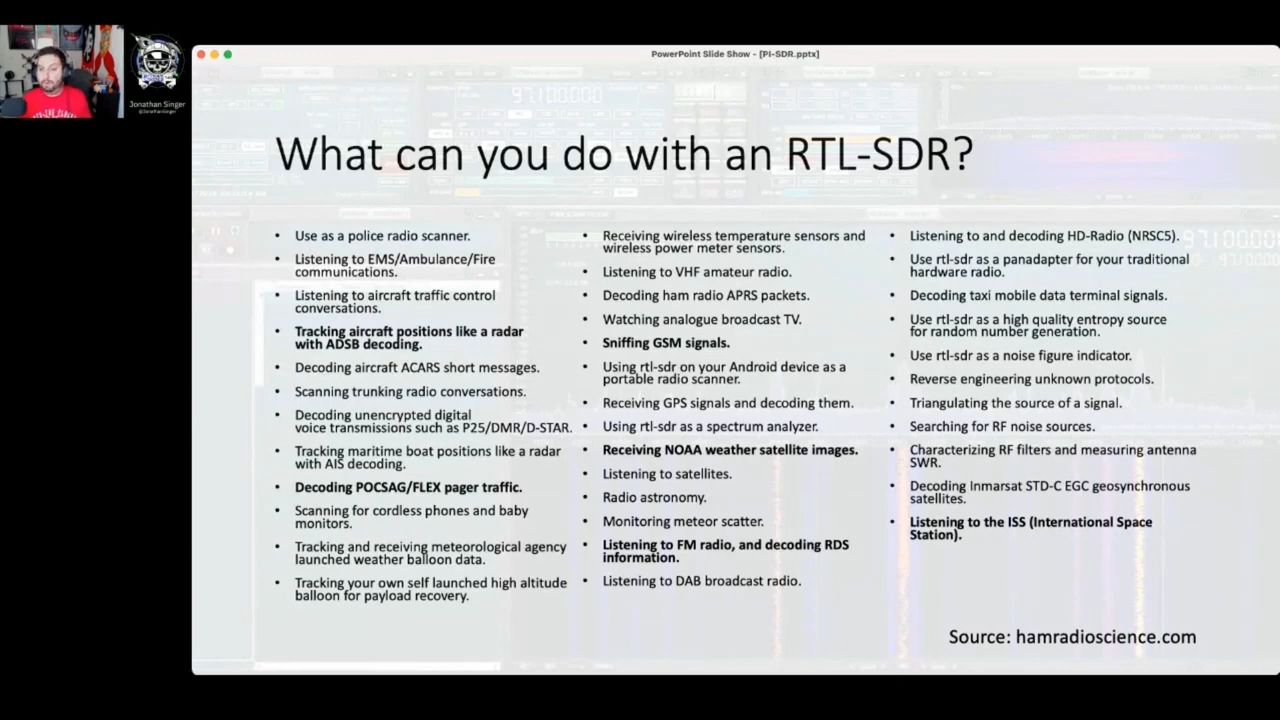 PowerPoint Slide Show - [PI-SDR.pptx]
Jonathan Singer
@JonathanSinger
What can you do with an RTL-SDR?
• Use as a police radio scanner.
• Listening to EMS/Ambulance/Fire
communications.
• Listening to aircraft traffic control
conversations.
• Tracking aircraft positions like a radar
with ADSB decoding.
• Decoding aircraft ACARS short messages.
• Scanning trunking radio conversations.
• Decoding unencrypted digital
voice transmissions such as P25/DMR/D-STAR.
• Tracking maritime boat positions like a radar
with AIS decoding.
• Decoding POCSAG/FLEX pager traffic.
• Scanning for cordless phones and baby
monitors.
• Tracking and receiving meteorological agency
launched weather balloon data.
• Tracking your own self launched high altitude
balloon for payload recovery.
• Receiving wireless temperature sensors and
wireless power meter sensors.
• Listening to VHF amateur radio.
• Decoding ham radio APRS packets.
• Watching analogue broadcast TV.
• Sniffing GSM signals.
• Using rtl-sdr on your Android device as a
portable radio scanner.
• Receiving GPS signals and decoding them.
• Using rtl-sdr as a spectrum analyzer.
• Receiving NOAA weather satellite images.
• Listening to satellites.
• Radio astronomy.
• Monitoring meteor scatter.
• Listening to FM radio, and decoding RDS
information.
• Listening to DAB broadcast radio.
• Listening to and decoding HD-Radio (NRSC5).
• Use rtl-sdr as a panadapter for your traditional
hardware radio.
• Decoding taxi mobile data terminal signals.
• Use rtl-sdr as a high quality entropy source
for random number generation.
• Use rtl-sdr as a noise figure indicator.
• Reverse engineering unknown protocols.
• Triangulating the source of a signal.
• Searching for RF noise sources.
• Characterizing RF filters and measuring antenna
SWR.
• Decoding Inmarsat STD-C EGC geosynchronous
satellites.
• Listening to the ISS (International Space
Station).
Source: hamradioscience.com
97.100.000
97.100.000